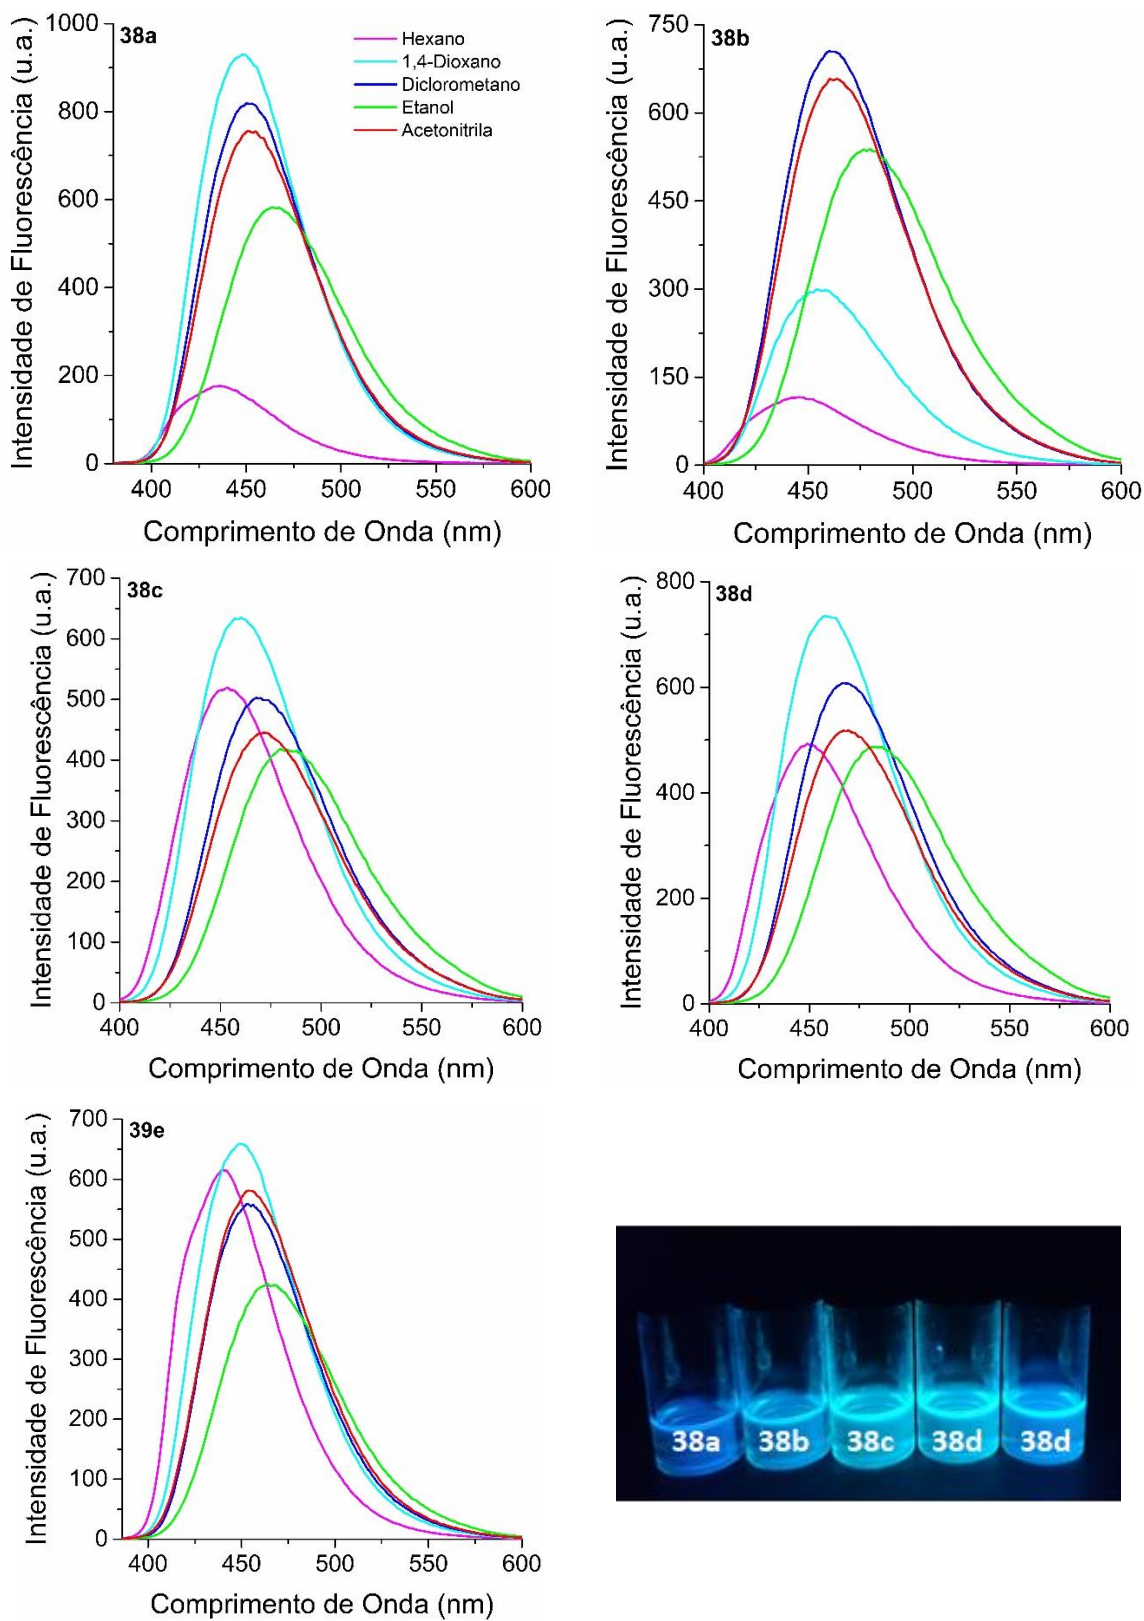 38a
Hexano
1,4-Dioxano
Diclorometano
Etanol
Acetonitrila
Intensidade de Fluorescência (u.a.)
1000
800
600
400
200
0
400 450 500 550 600
Comprimento de Onda (nm)
38b
Intensidade de Fluorescência (u.a.)
750
600
450
300
150
0
400 450 500 550 600
Comprimento de Onda (nm)
38c
Intensidade de Fluorescência (u.a.)
700
600
500
400
300
200
100
0
400 450 500 550 600
Comprimento de Onda (nm)
38d
Intensidade de Fluorescência (u.a.)
800
600
400
200
0
400 450 500 550 600
Comprimento de Onda (nm)
39e
Intensidade de Fluorescência (u.a.)
700
600
500
400
300
200
100
0
400 450 500 550 600
Comprimento de Onda (nm)
38a 38b 38c 38d 38d